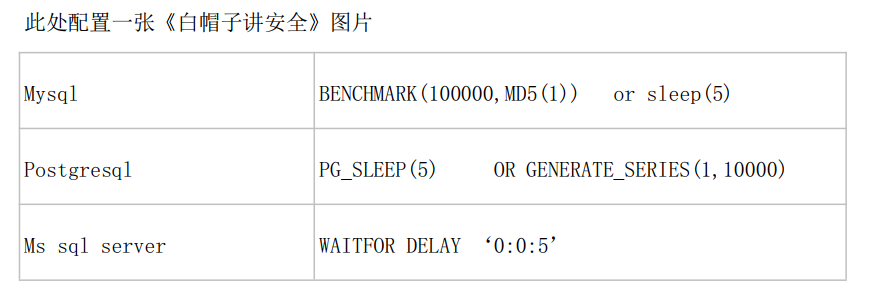 此处配置一张《白帽子讲安全》图片
Mysql BENCHMARK(100000,MD5(1)) or sleep(5)
Postgresql PG_SLEEP(5) OR GENERATE_SERIES(1,10000)
Ms sql server WAITFOR DELAY ‘0:0:5’